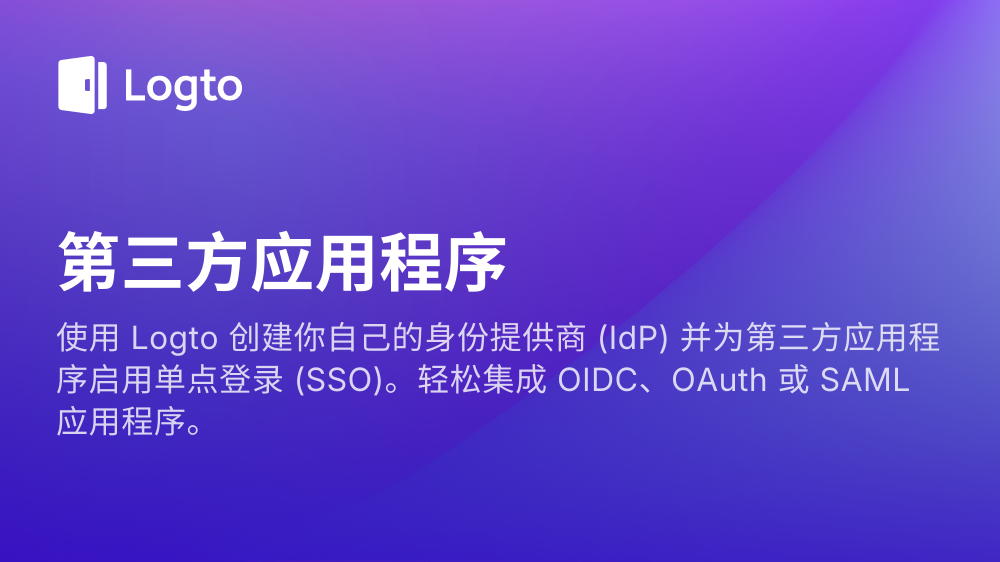 Logto
第三方应用程序
使用 Logto 创建你自己的身份提供商 (IdP) 并为第三方应用程
序启用单点登录 (SSO)。轻松集成 OIDC、OAuth 或 SAML
应用程序。